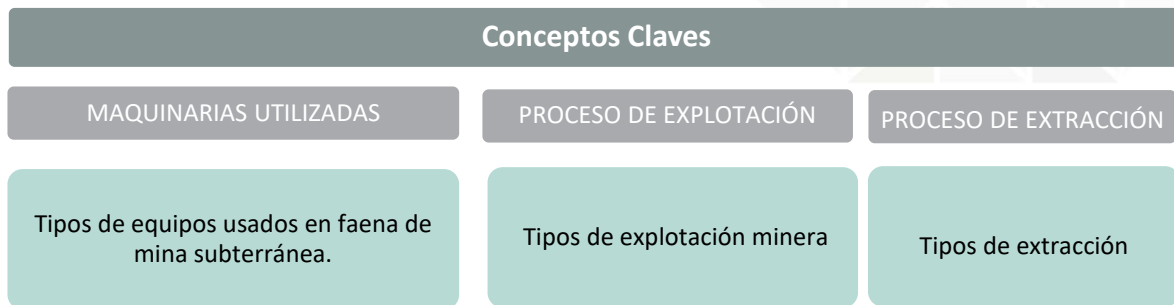 Conceptos Claves
MAQUINARIAS UTILIZADAS
PROCESO DE EXPLOTACIÓN
PROCESO DE EXTRACCIÓN
Tipos de equipos usados en faena de
mina subterránea.
Tipos de explotación minera
Tipos de extracción